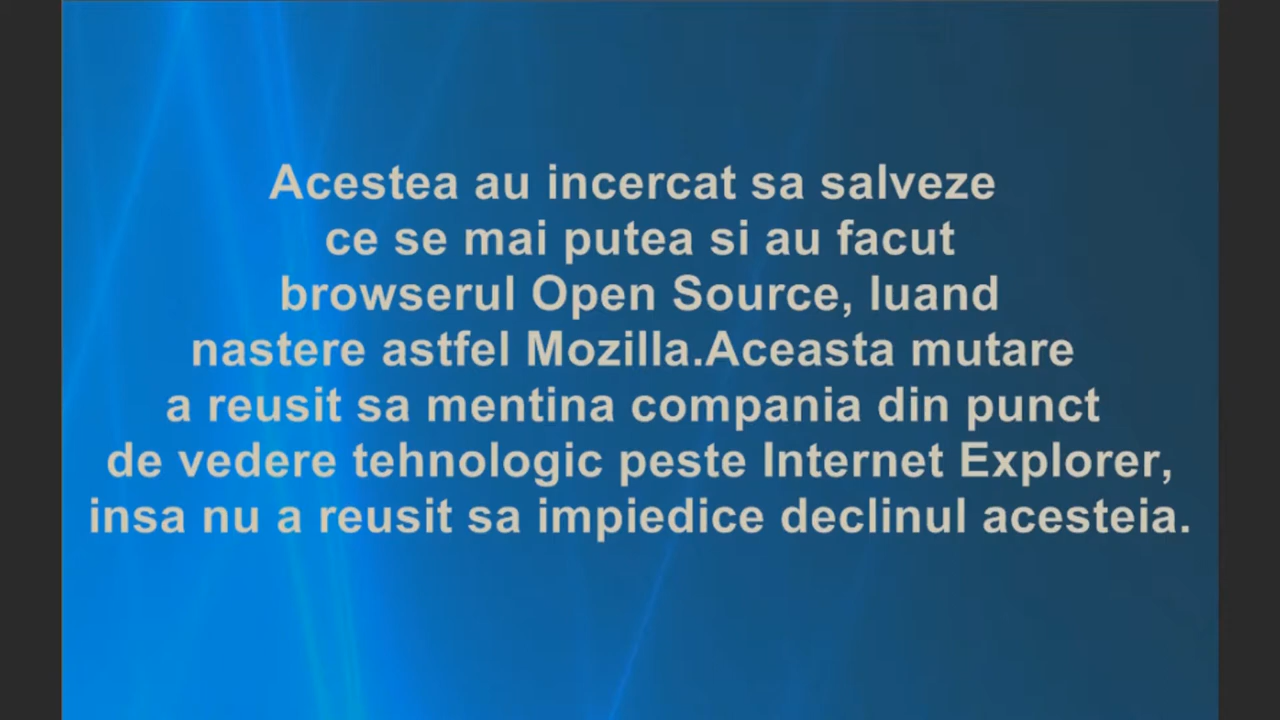 Acestea au incercat sa salveze
ce se mai putea si au facut
browserul Open Source, luand
nastere astfel Mozilla.Aceasta mutare
a reusit sa mentina compania din punct
de vedere tehnologic peste Internet Explorer,
insa nu a reusit sa impiedice declinul acesteia.